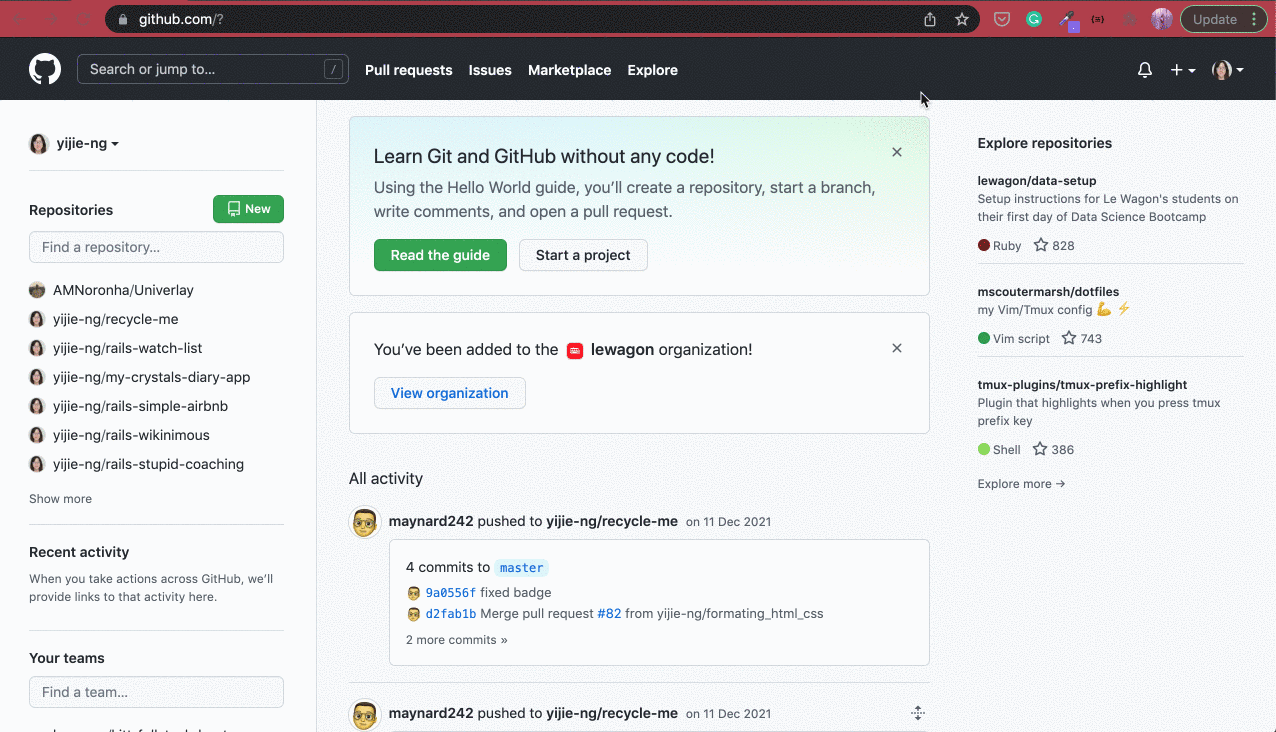 github.com/?
Update
Search or jump to...
/
Pull requests
Issues
Marketplace
Explore
yijie-ng
Repositories
New
Find a repository...
AMNoronha/Univerlay
yijie-ng/recycle-me
yijie-ng/rails-watch-list
yijie-ng/my-crystals-diary-app
yijie-ng/rails-simple-airbnb
yijie-ng/rails-wikinimous
yijie-ng/rails-stupid-coaching
Show more
Recent activity
When you take actions across GitHub, we'll
provide links to that activity here.
Your teams
Find a team...
Learn Git and GitHub without any code!
Using the Hello World guide, you'll create a repository, start a branch,
write comments, and open a pull request.
Read the guide
Start a project
You've been added to the lewagon organization!
View organization
All activity
maynard242 pushed to yijie-ng/recycle-me on 11 Dec 2021
4 commits to master
9a0556f fixed badge
d2fab1b Merge pull request #82 from yijie-ng/formating_html_css
2 more commits »
maynard242 pushed to yijie-ng/recycle-me on 11 Dec 2021
Explore repositories
lewagon/data-setup
Setup instructions for Le Wagon's students on
their first day of Data Science Bootcamp
Ruby 828
mscoutermarsh/dotfiles
my Vim/Tmux config 💪 ⚡
Vim script 743
tmux-plugins/tmux-prefix-highlight
Plugin that highlights when you press tmux
prefix key
Shell 386
Explore more →